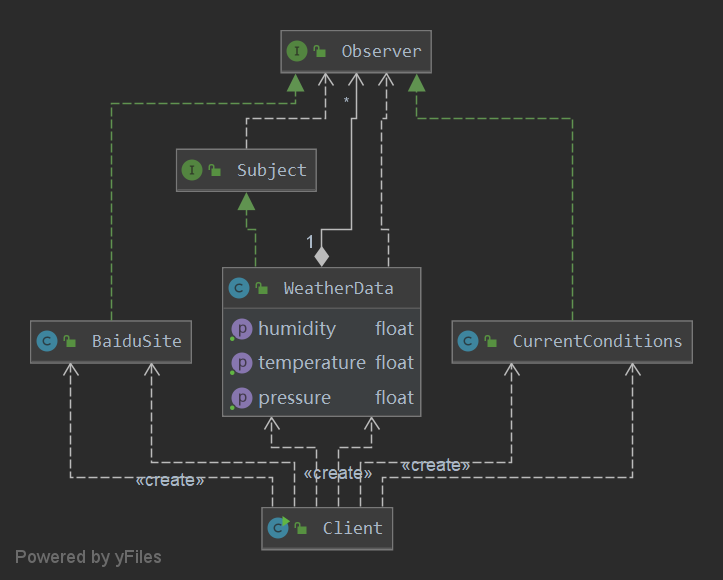 I Observer
*
I Subject
1
C WeatherData
p humidity float
p temperature float
p pressure float
C BaiduSite
C CurrentConditions
«create»
«create»
«create»
C Client
Powered by yFiles